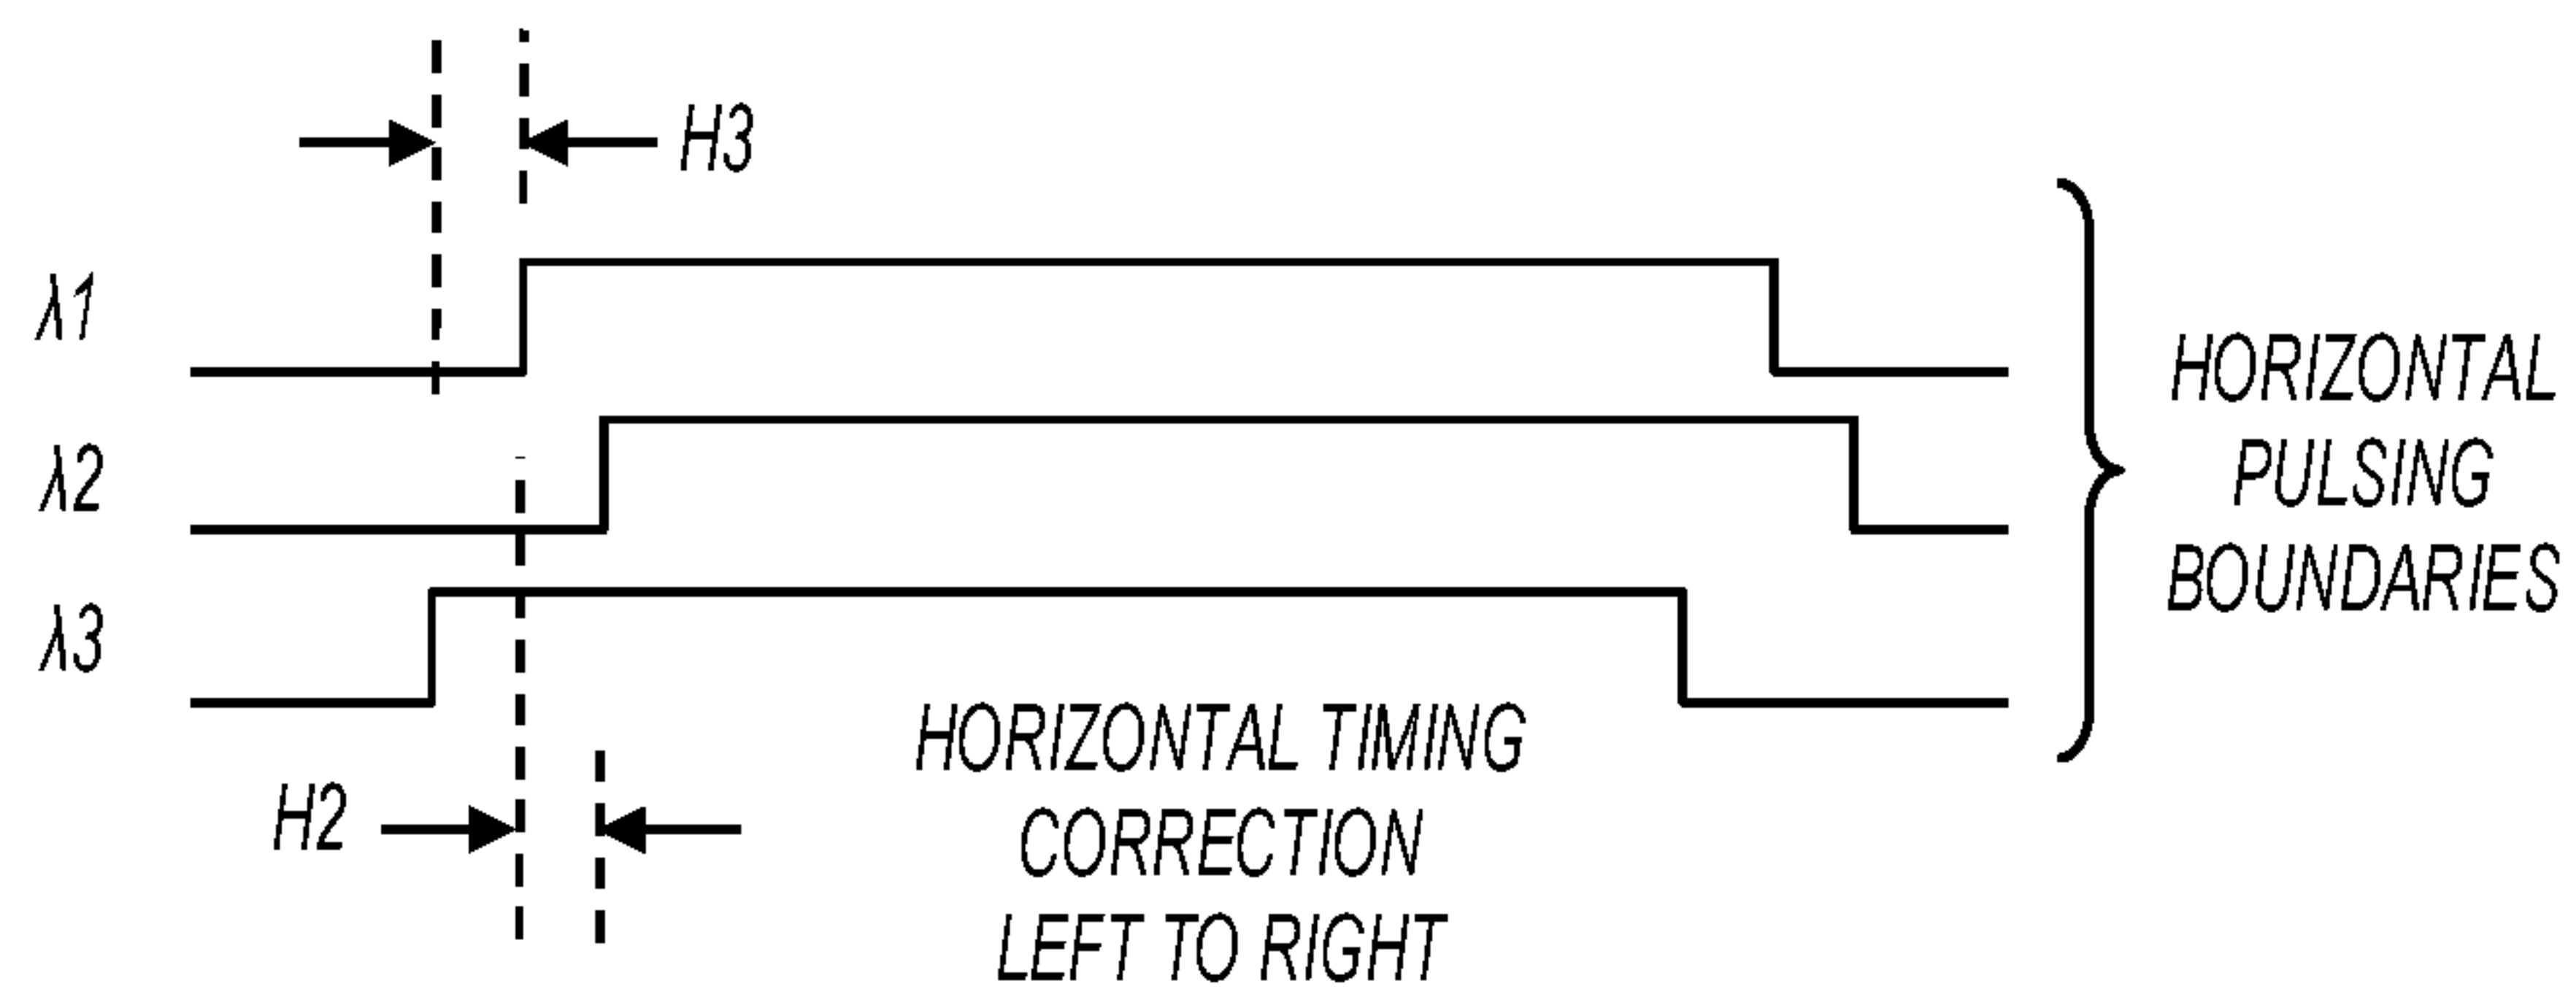 H3
λ1
λ2
λ3
HORIZONTAL
PULSING
BOUNDARIES
H2
HORIZONTAL TIMING
CORRECTION
LEFT TO RIGHT